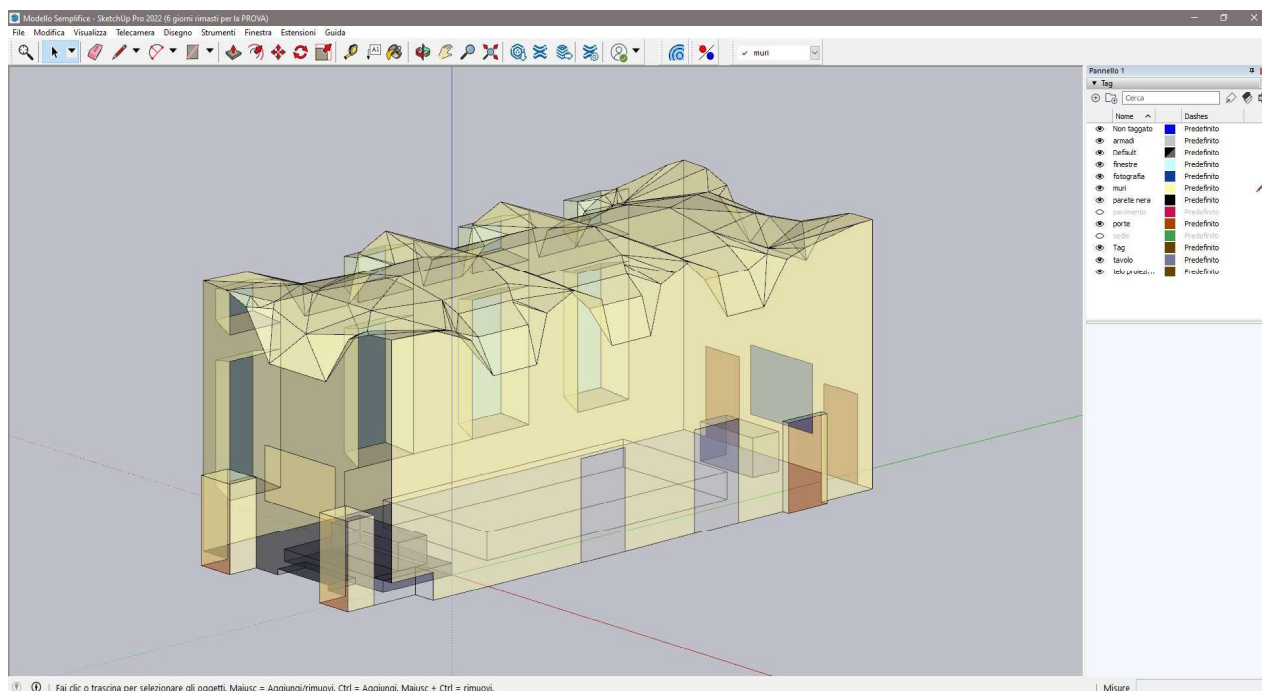 Modello Semplifice - SketchUp Pro 2022 (6 giorni rimasti per la PROVA)
File Modifica Visualizza Telecamera Disegno Strumenti Finestra Estensioni Guida
A1
muri
Pannello 1
Tag
Cerca
Nome Dashes
Non taggato Predefinito
armadi Predefinito
Default Predefinito
finestre Predefinito
fotografia Predefinito
muri Predefinito
parete nera Predefinito
pavimento Predefinito
porte Predefinito
sedie Predefinito
Tag Predefinito
tavolo Predefinito
telo proiezi... Predefinito
Fai clic o trascina per selezionare gli oggetti. Maiusc = Aggiungi/rimuovi. Ctrl = Aggiungi. Maiusc + Ctrl = rimuovi.
Misure